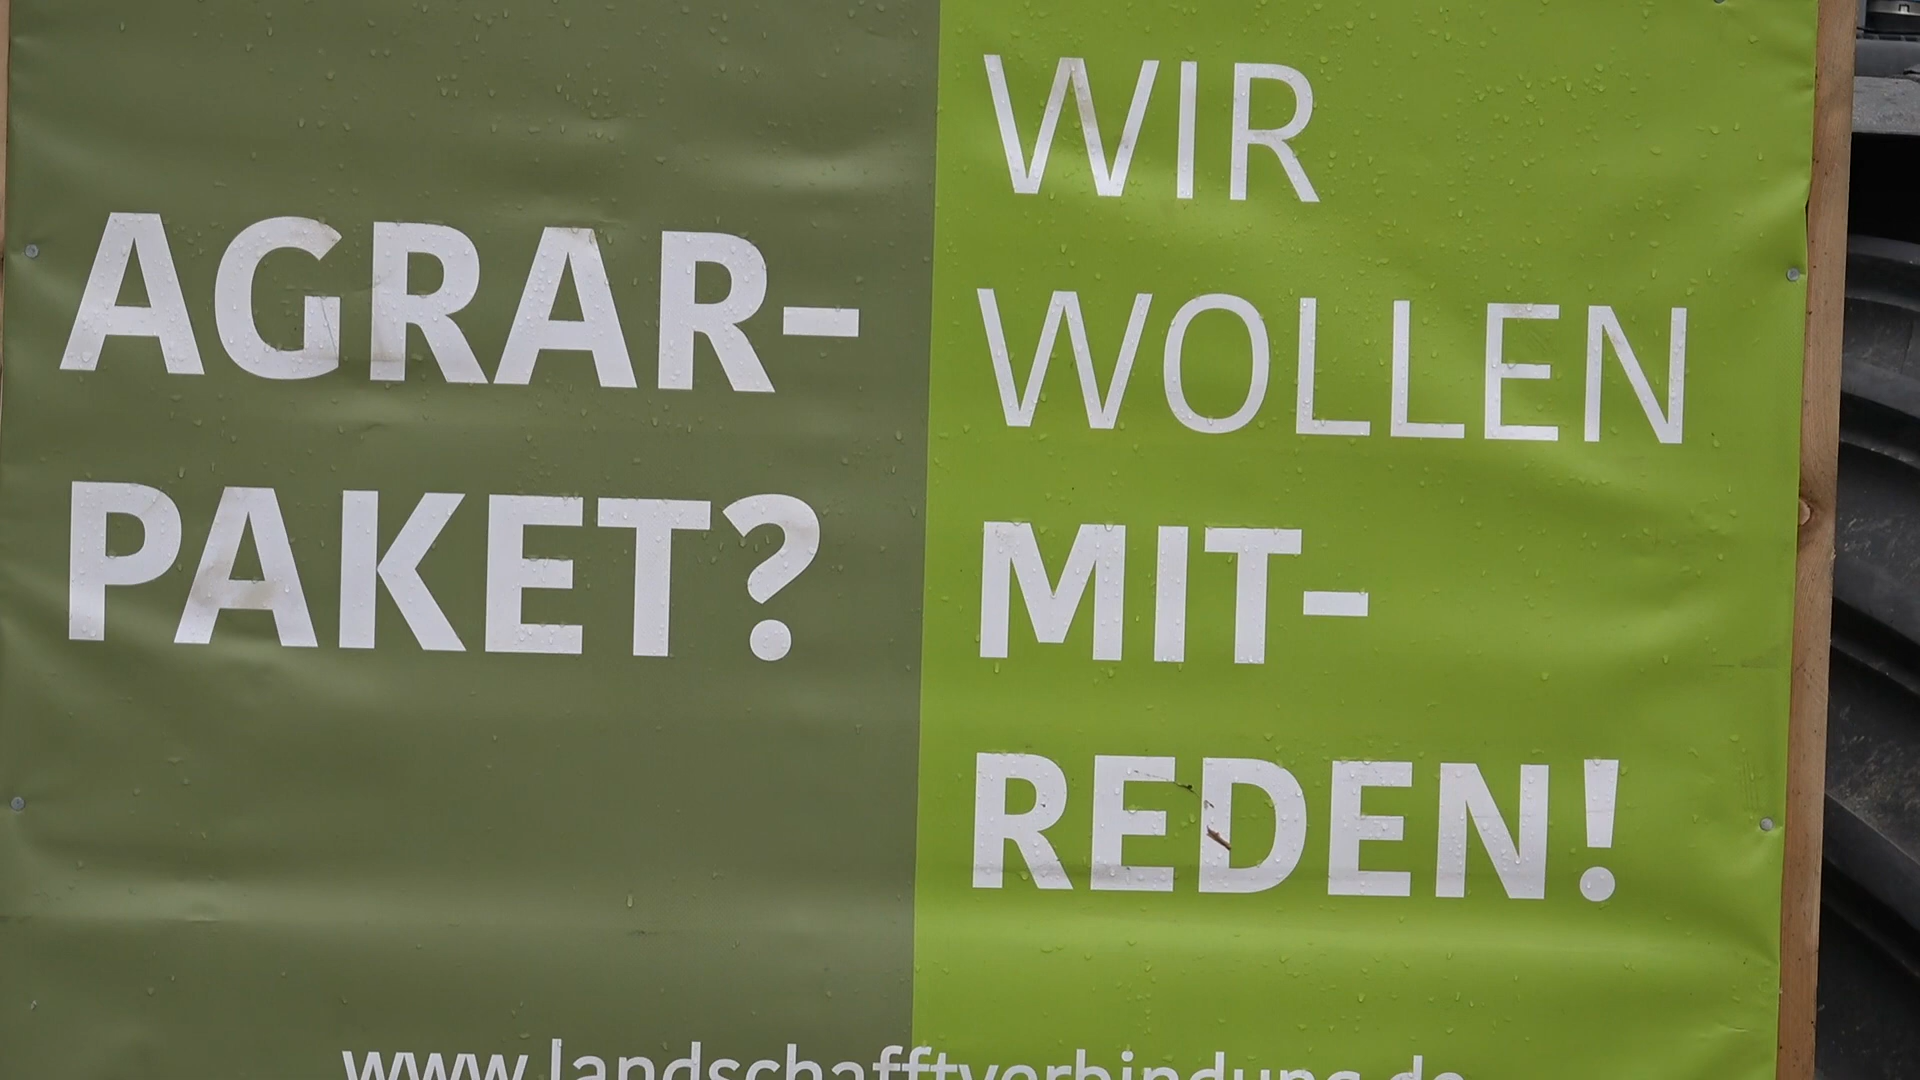 AGRAR-
PAKET?
WIR
WOLLEN
MIT-
REDEN!
www.landschafftverbindung.de